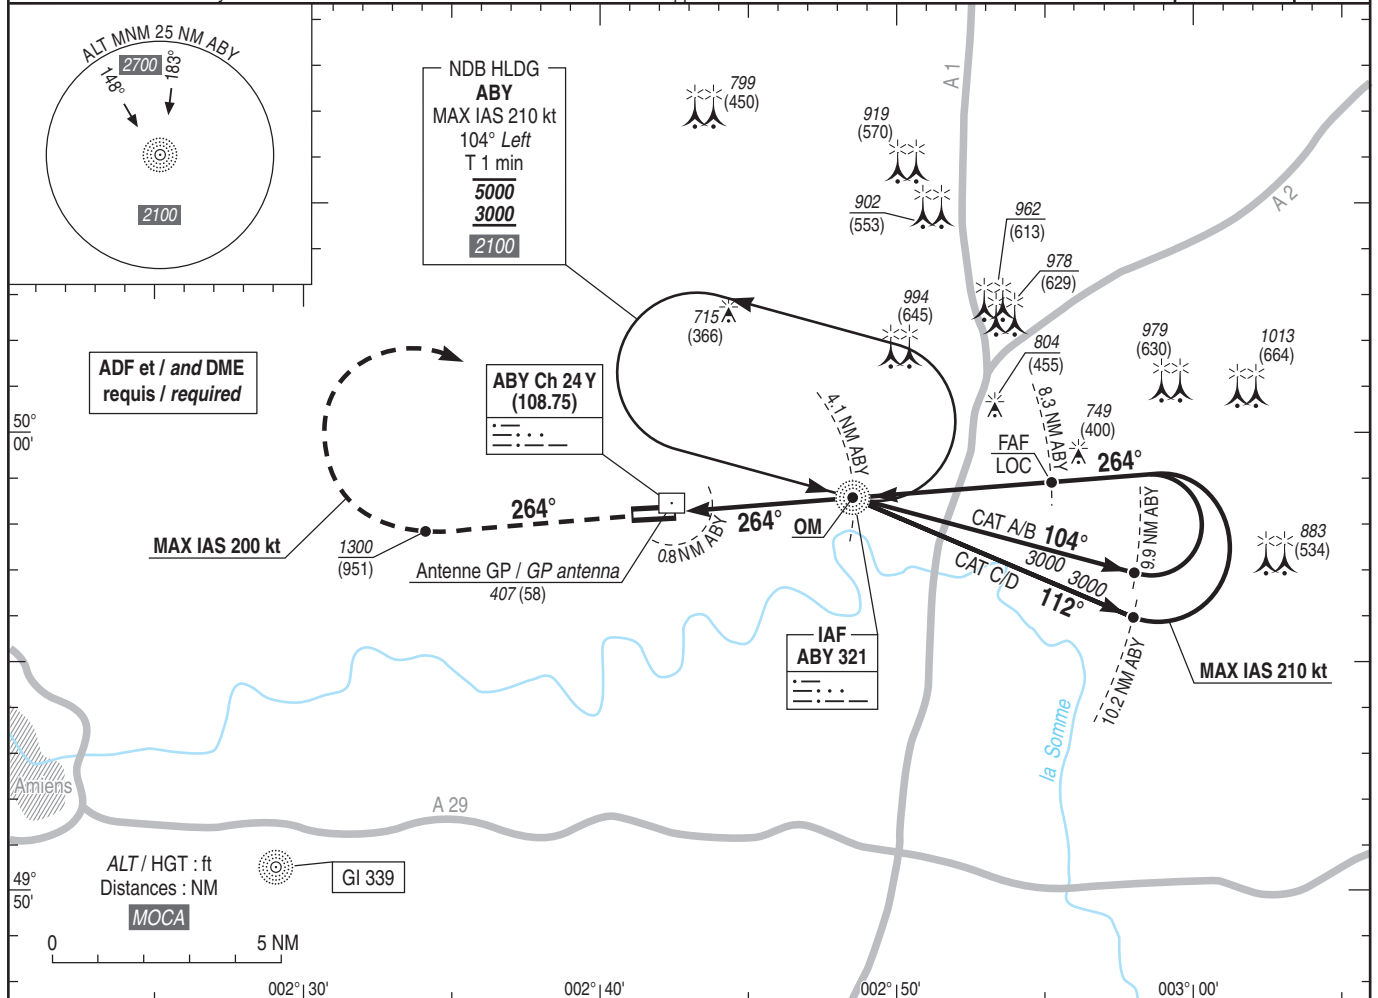 ALT MNM 25 NM ABY
2700
148°
183°
2100
NDB HLDG
ABY
MAX IAS 210 kt
104° Left
T 1 min
5000
3000
2100
799
(450)
919
(570)
902
(553)
962
(613)
978
(629)
A 1
A 2
715
(366)
994
(645)
804
(455)
979
(630)
1013
(664)
749
(400)
883
(534)
ADF et / and DME
requis / required
ABY Ch 24 Y
(108.75)
4.1 NM ABY
8.3 NM ABY
FAF
LOC
264°
264°
264°
OM
0.8 NM ABY
CAT A/B 104°
3000
CAT C/D
3000
112°
9.9 NM ABY
10.2 NM ABY
MAX IAS 200 kt
1300
(951)
Antenne GP / GP antenna
407 (58)
IAF
ABY 321
MAX IAS 210 kt
la Somme
Amiens
A 29
ALT / HGT : ft
Distances : NM
MOCA
GI 339
0
5 NM
50°
00'
49°
50'
002° 30'
002° 40'
002° 50'
003° 00'